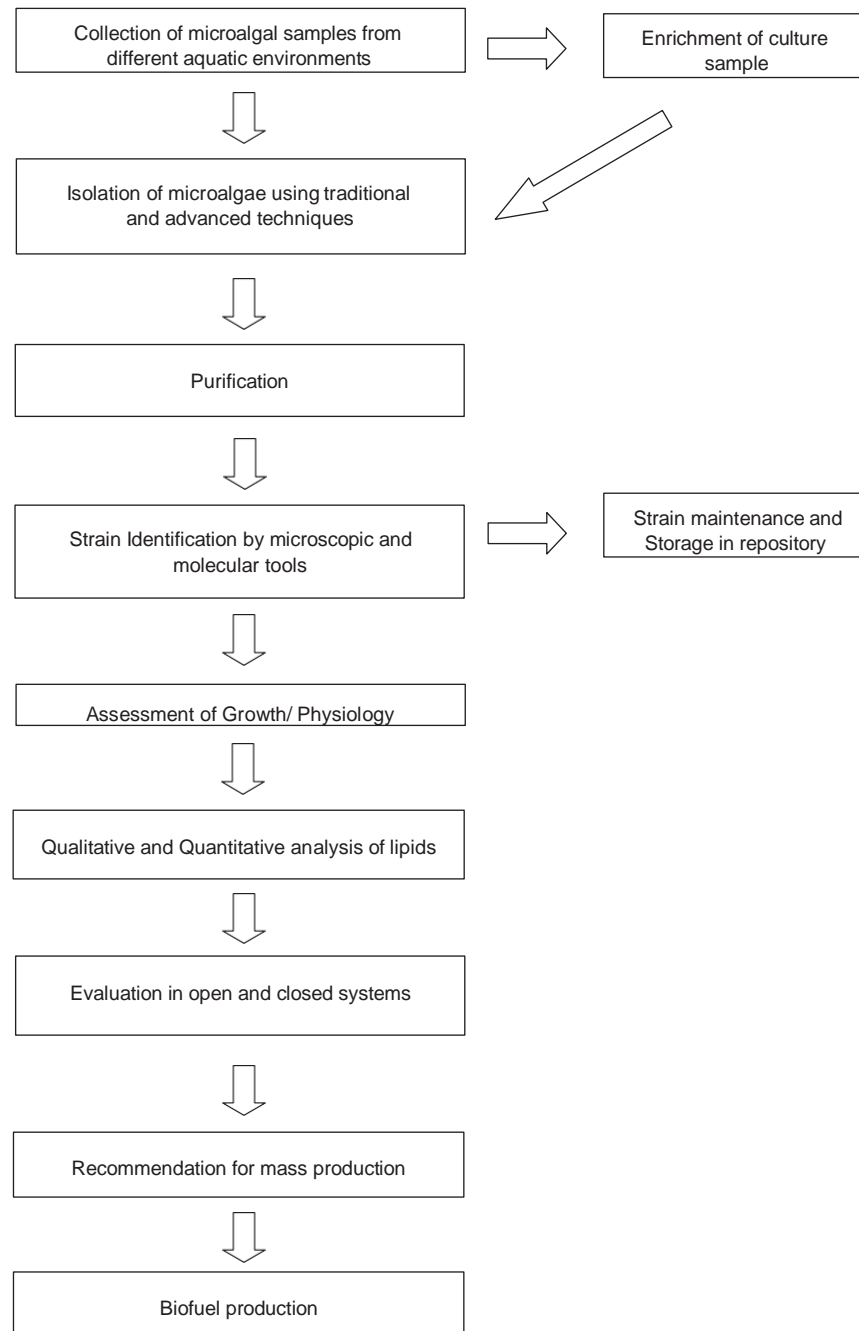 Collection of microalgal samples from
different aquatic environments
Enrichment of culture
sample
Isolation of microalgae using traditional
and advanced techniques
Purification
Strain Identification by microscopic and
molecular tools
Strain maintenance and
Storage in repository
Assessment of Growth/ Physiology
Qualitative and Quantitative analysis of lipids
Evaluation in open and closed systems
Recommendation for mass production
Biofuel production